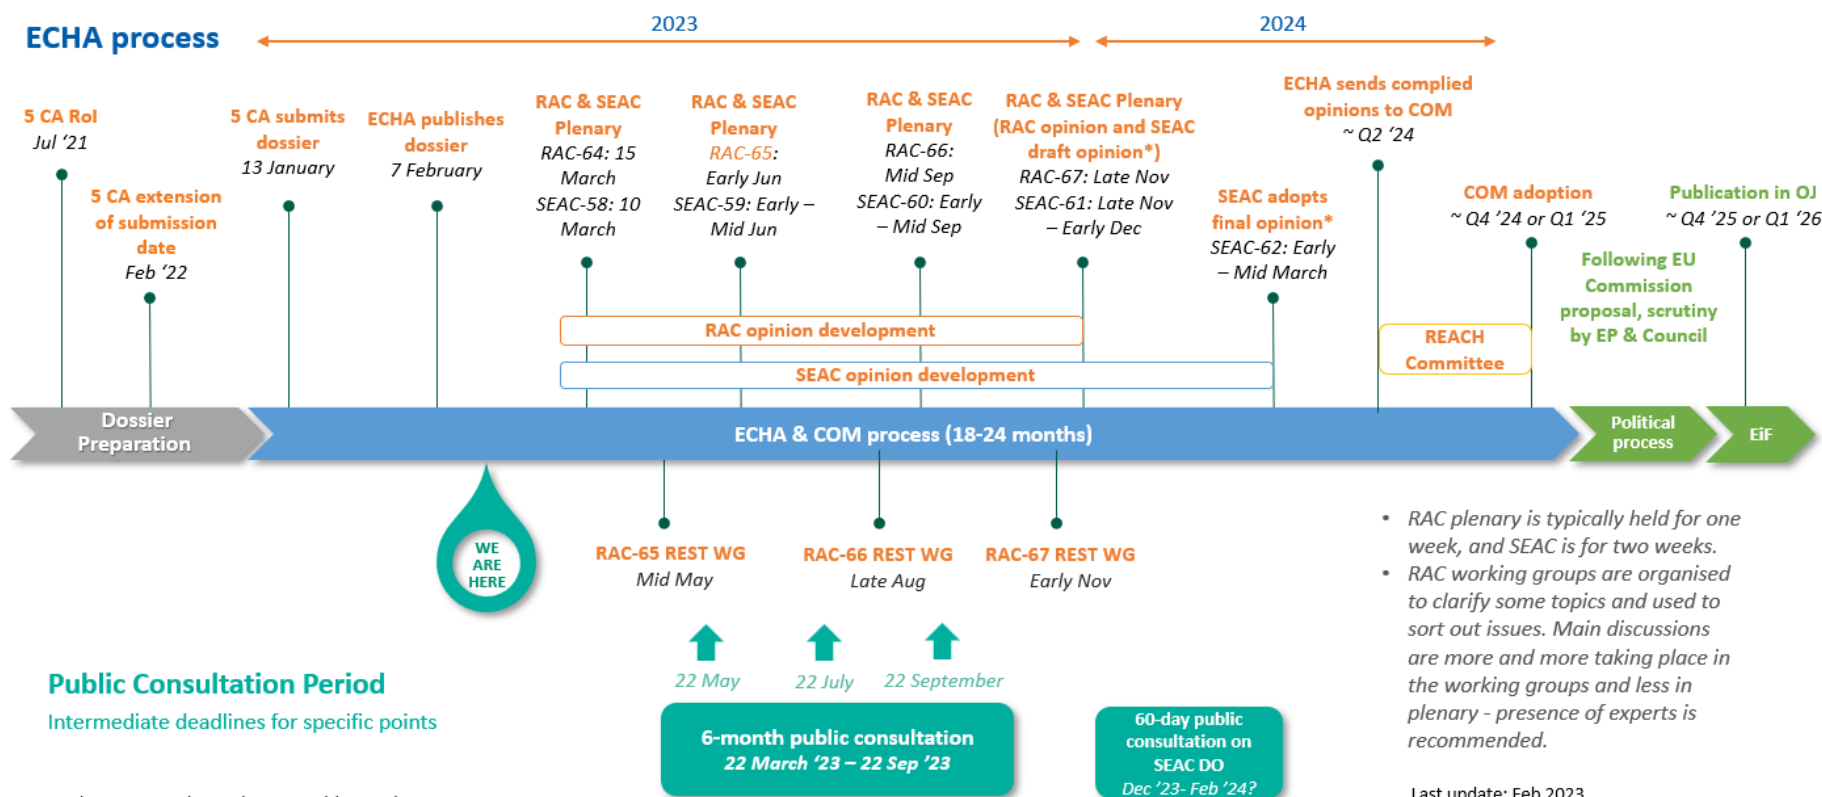 ECHA process
2023
2024
5 CA RoI
Jul ‘21
5 CA extension
of submission
date
Feb ‘22
5 CA submits
dossier
13 January
ECHA publishes
dossier
7 February
RAC & SEAC
Plenary
RAC-64: 15
March
SEAC-58: 10
March
RAC & SEAC
Plenary
RAC-65:
Early Jun
SEAC-59: Early –
Mid Jun
RAC & SEAC
Plenary
RAC-66:
Mid Sep
SEAC-60: Early
– Mid Sep
RAC & SEAC Plenary
(RAC opinion and SEAC
draft opinion*)
RAC-67: Late Nov
SEAC-61: Late Nov
– Early Dec
SEAC adopts
final opinion*
SEAC-62: Early
– Mid March
ECHA sends complied
opinions to COM
~ Q2 ‘24
COM adoption
~ Q4 ’24 or Q1 ‘25
Publication in OJ
~ Q4 ’25 or Q1 ‘26
Following EU
Commission
proposal, scrutiny
by EP & Council
RAC opinion development
SEAC opinion development
REACH
Committee
Dossier
Preparation
ECHA & COM process (18-24 months)
Political
process
EiF
WE
ARE
HERE
RAC-65 REST WG
Mid May
RAC-66 REST WG
Late Aug
RAC-67 REST WG
Early Nov
22 May
22 July
22 September
Public Consultation Period
Intermediate deadlines for specific points
6-month public consultation
22 March ‘23 – 22 Sep ’23
60-day public
consultation on
SEAC DO
Dec ’23- Feb ’24?
• RAC plenary is typically held for one
week, and SEAC is for two weeks.
• RAC working groups are organised
to clarify some topics and used to
sort out issues. Main discussions
are more and more taking place in
the working groups and less in
plenary - presence of experts is
recommended.
Last update: Feb 2023